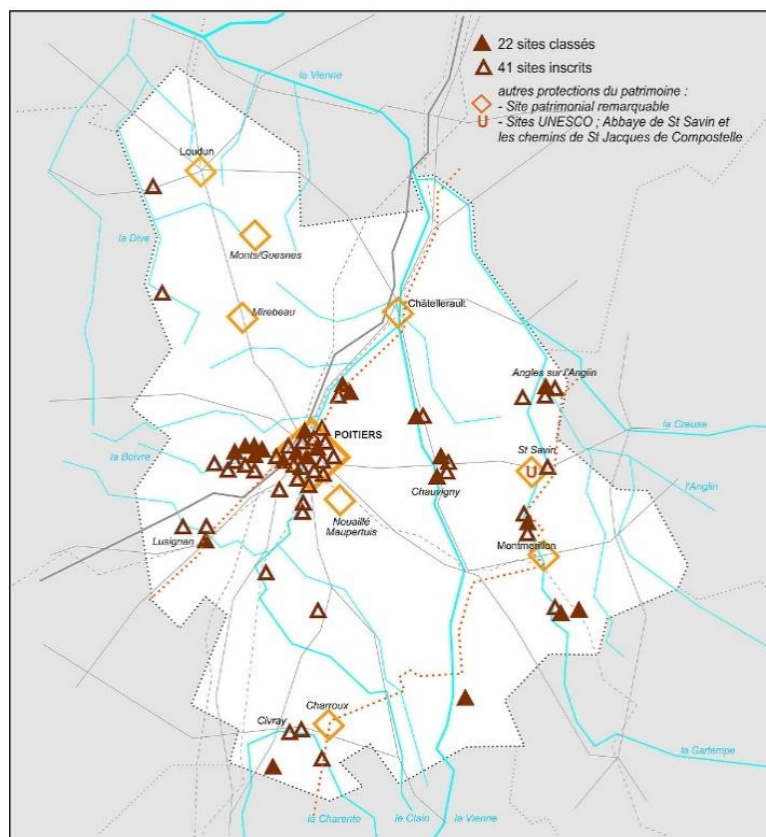 22 sites classés
41 sites inscrits
autres protections du patrimoine :
- Site patrimonial remarquable
U - Sites UNESCO ; Abbaye de St Savin et
les chemins de St Jacques de Compostelle
la Vienne
Loudun
la Dive
Monts/Guesnes
Mirebeau
Châtellerault
Angles sur l'Anglin
la Creuse
POITIERS
la Boivre
St Savin
U
l'Anglin
Chauvigny
Nouaillé
Maupertuis
Lusignan
Montmorillon
Charroux
Civray
la Gartempe
la Charente
le Clain
la Vienne